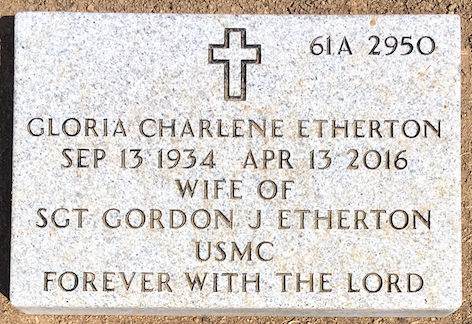 61A 2950
GLORIA CHARLENE ETHERTON
SEP 13 1934 APR 13 2016
WIFE OF
SGT GORDON J ETHERTON
USMC
FOREVER WITH THE LORD